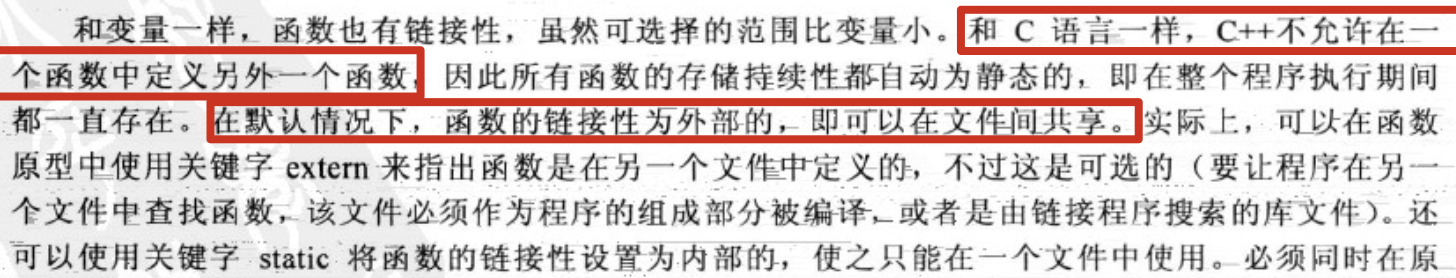 和变量一样，函数也有链接性，虽然可选择的范围比变量小。和 C 语言一样，C++不允许在一
个函数中定义另外一个函数，因此所有函数的存储持续性都自动为静态的，即在整个程序执行期间
都一直存在。在默认情况下，函数的链接性为外部的，即可以在文件间共享。实际上，可以在函数
原型中使用关键字 extern 来指出函数是在另一个文件中定义的，不过这是可选的（要让程序在另一
个文件中查找函数，该文件必须作为程序的组成部分被编译，或者是由链接程序搜索的库文件）。还
可以使用关键字 static 将函数的链接性设置为内部的，使之只能在一个文件中使用。必须同时在原